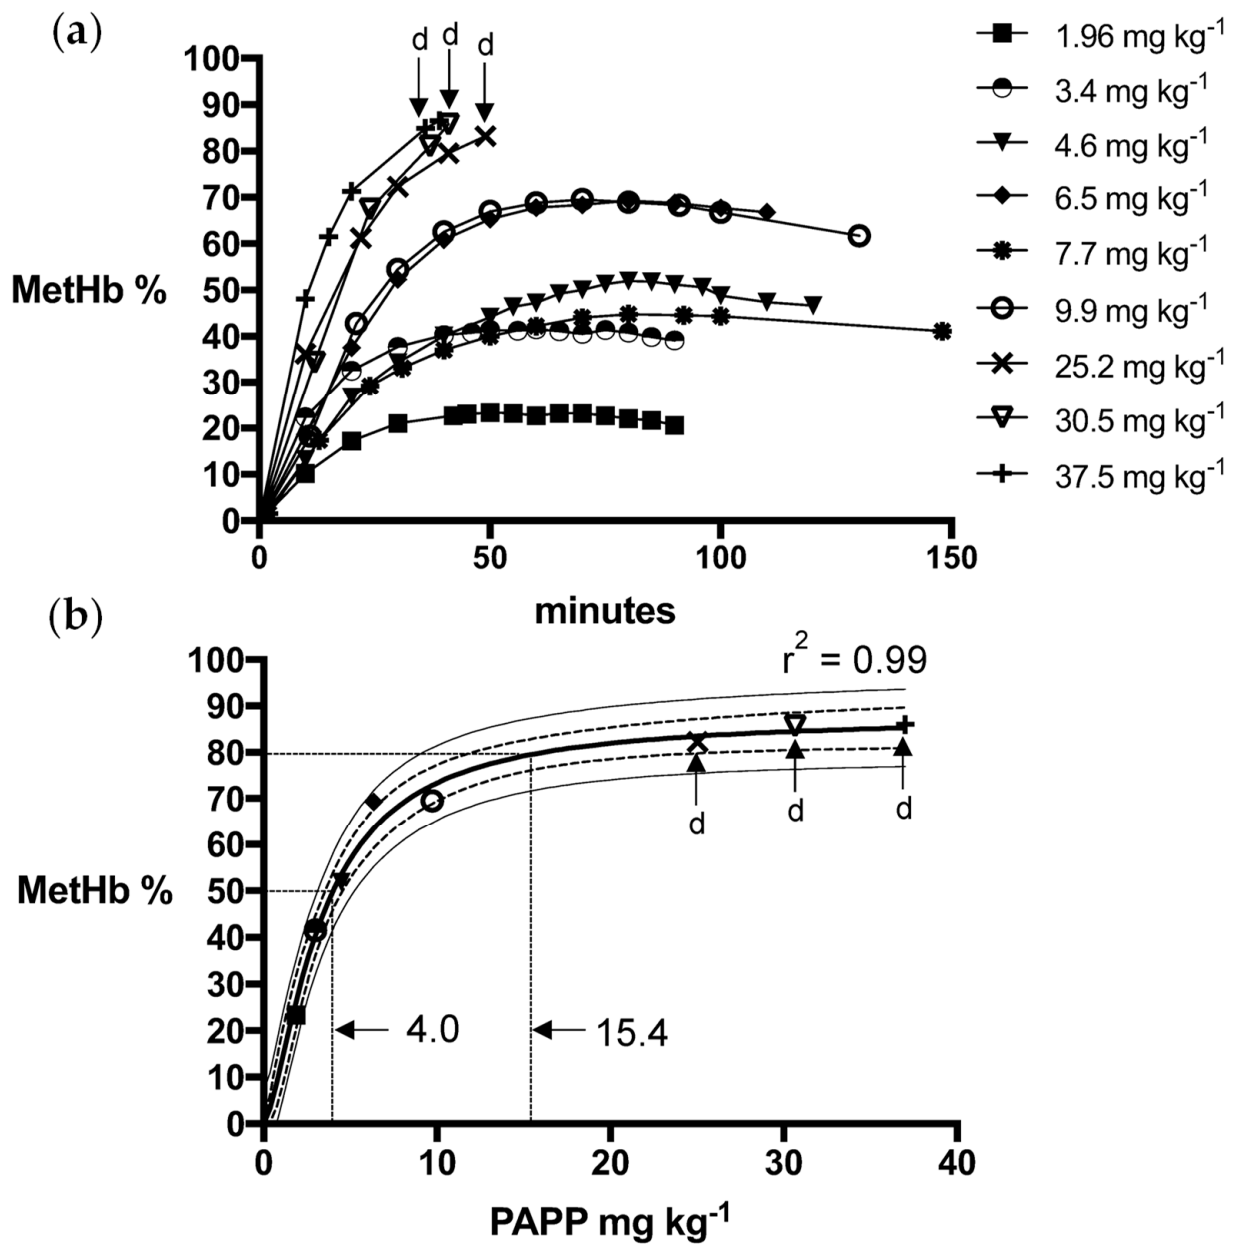 (a)
d d d
100
90
80
70
60
50
40
30
20
10
0
MetHb %
0 50 100 150
minutes
1.96 mg kg⁻¹
3.4 mg kg⁻¹
4.6 mg kg⁻¹
6.5 mg kg⁻¹
7.7 mg kg⁻¹
9.9 mg kg⁻¹
25.2 mg kg⁻¹
30.5 mg kg⁻¹
37.5 mg kg⁻¹
(b)
r² = 0.99
100
90
80
70
60
50
40
30
20
10
0
MetHb %
d d d
4.0 15.4
0 10 20 30 40
PAPP mg kg⁻¹